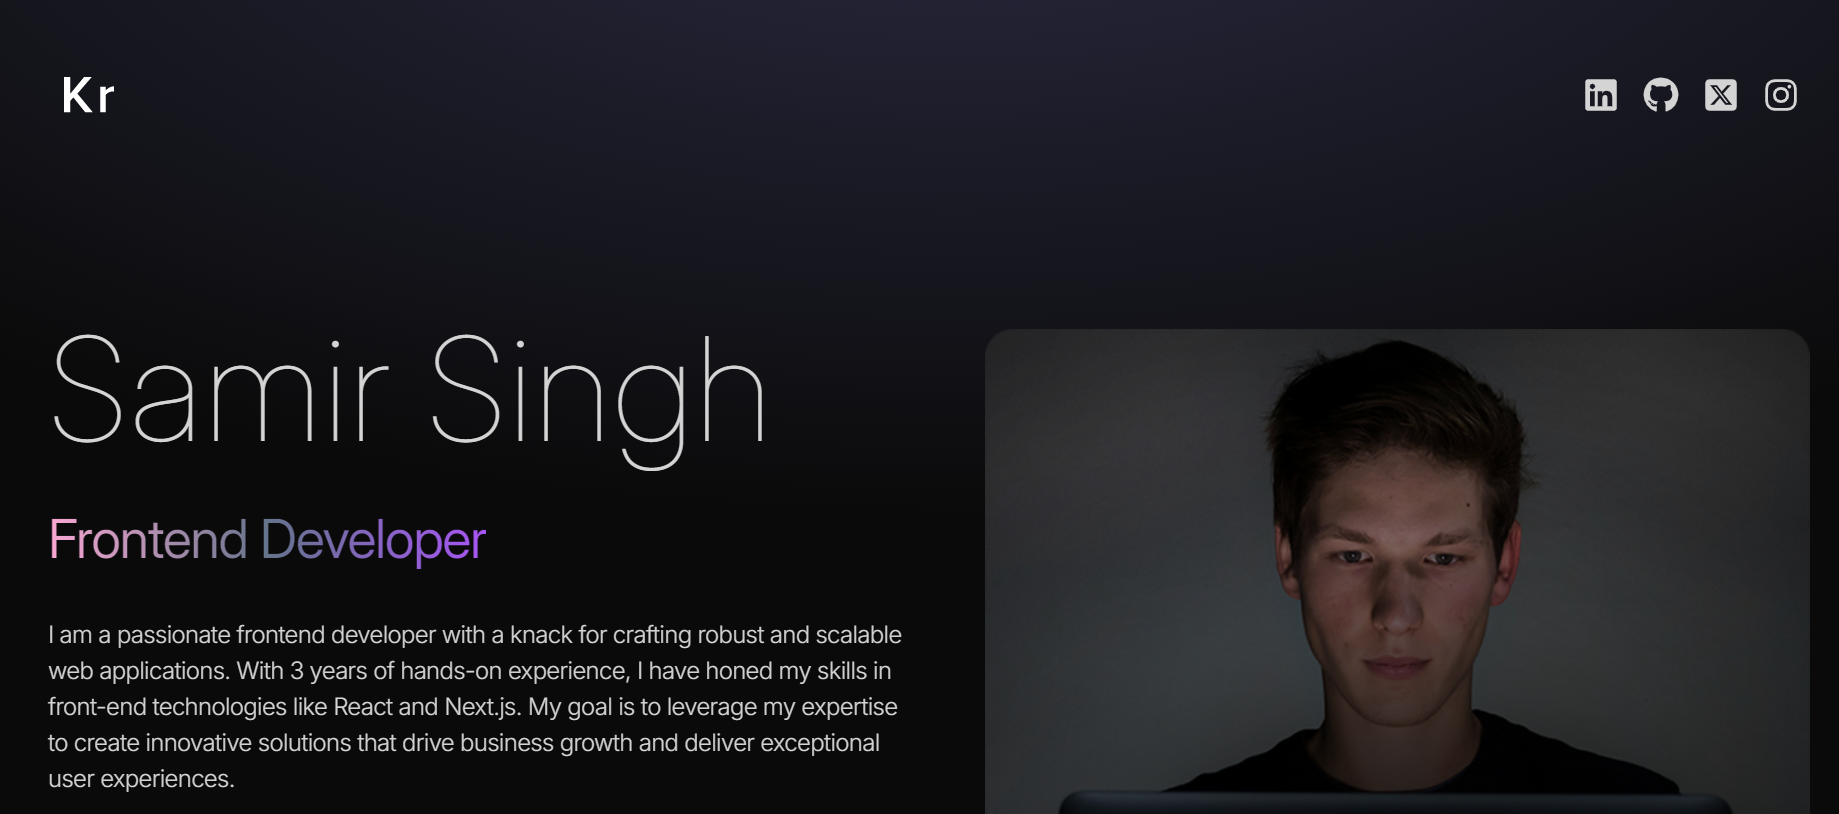 Kr
Samir Singh
Frontend Developer
I am a passionate frontend developer with a knack for crafting robust and scalable
web applications. With 3 years of hands-on experience, I have honed my skills in
front-end technologies like React and Next.js. My goal is to leverage my expertise
to create innovative solutions that drive business growth and deliver exceptional
user experiences.